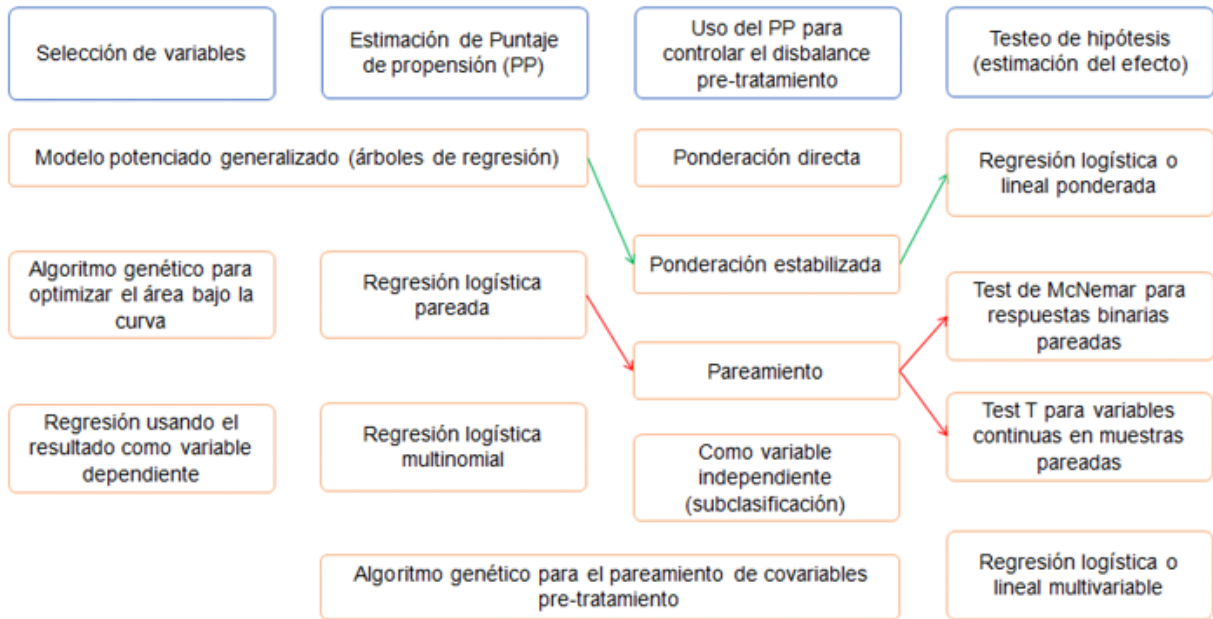 Selección de variables
Estimación de Puntaje
de propensión (PP)
Uso del PP para
controlar el disbalance
pre-tratamiento
Testeo de hipótesis
(estimación del efecto)
Modelo potenciado generalizado (árboles de regresión)
Ponderación directa
Regresión logística o
lineal ponderada
Algoritmo genético para
optimizar el área bajo la
curva
Regresión logística
pareada
Ponderación estabilizada
Test de McNemar para
respuestas binarias
pareadas
Pareamiento
Regresión usando el
resultado como variable
dependiente
Regresión logística
multinomial
Como variable
independiente
(subclasificación)
Test T para variables
continuas en muestras
pareadas
Algoritmo genético para el pareamiento de covariables
pre-tratamiento
Regresión logística o
lineal multivariable